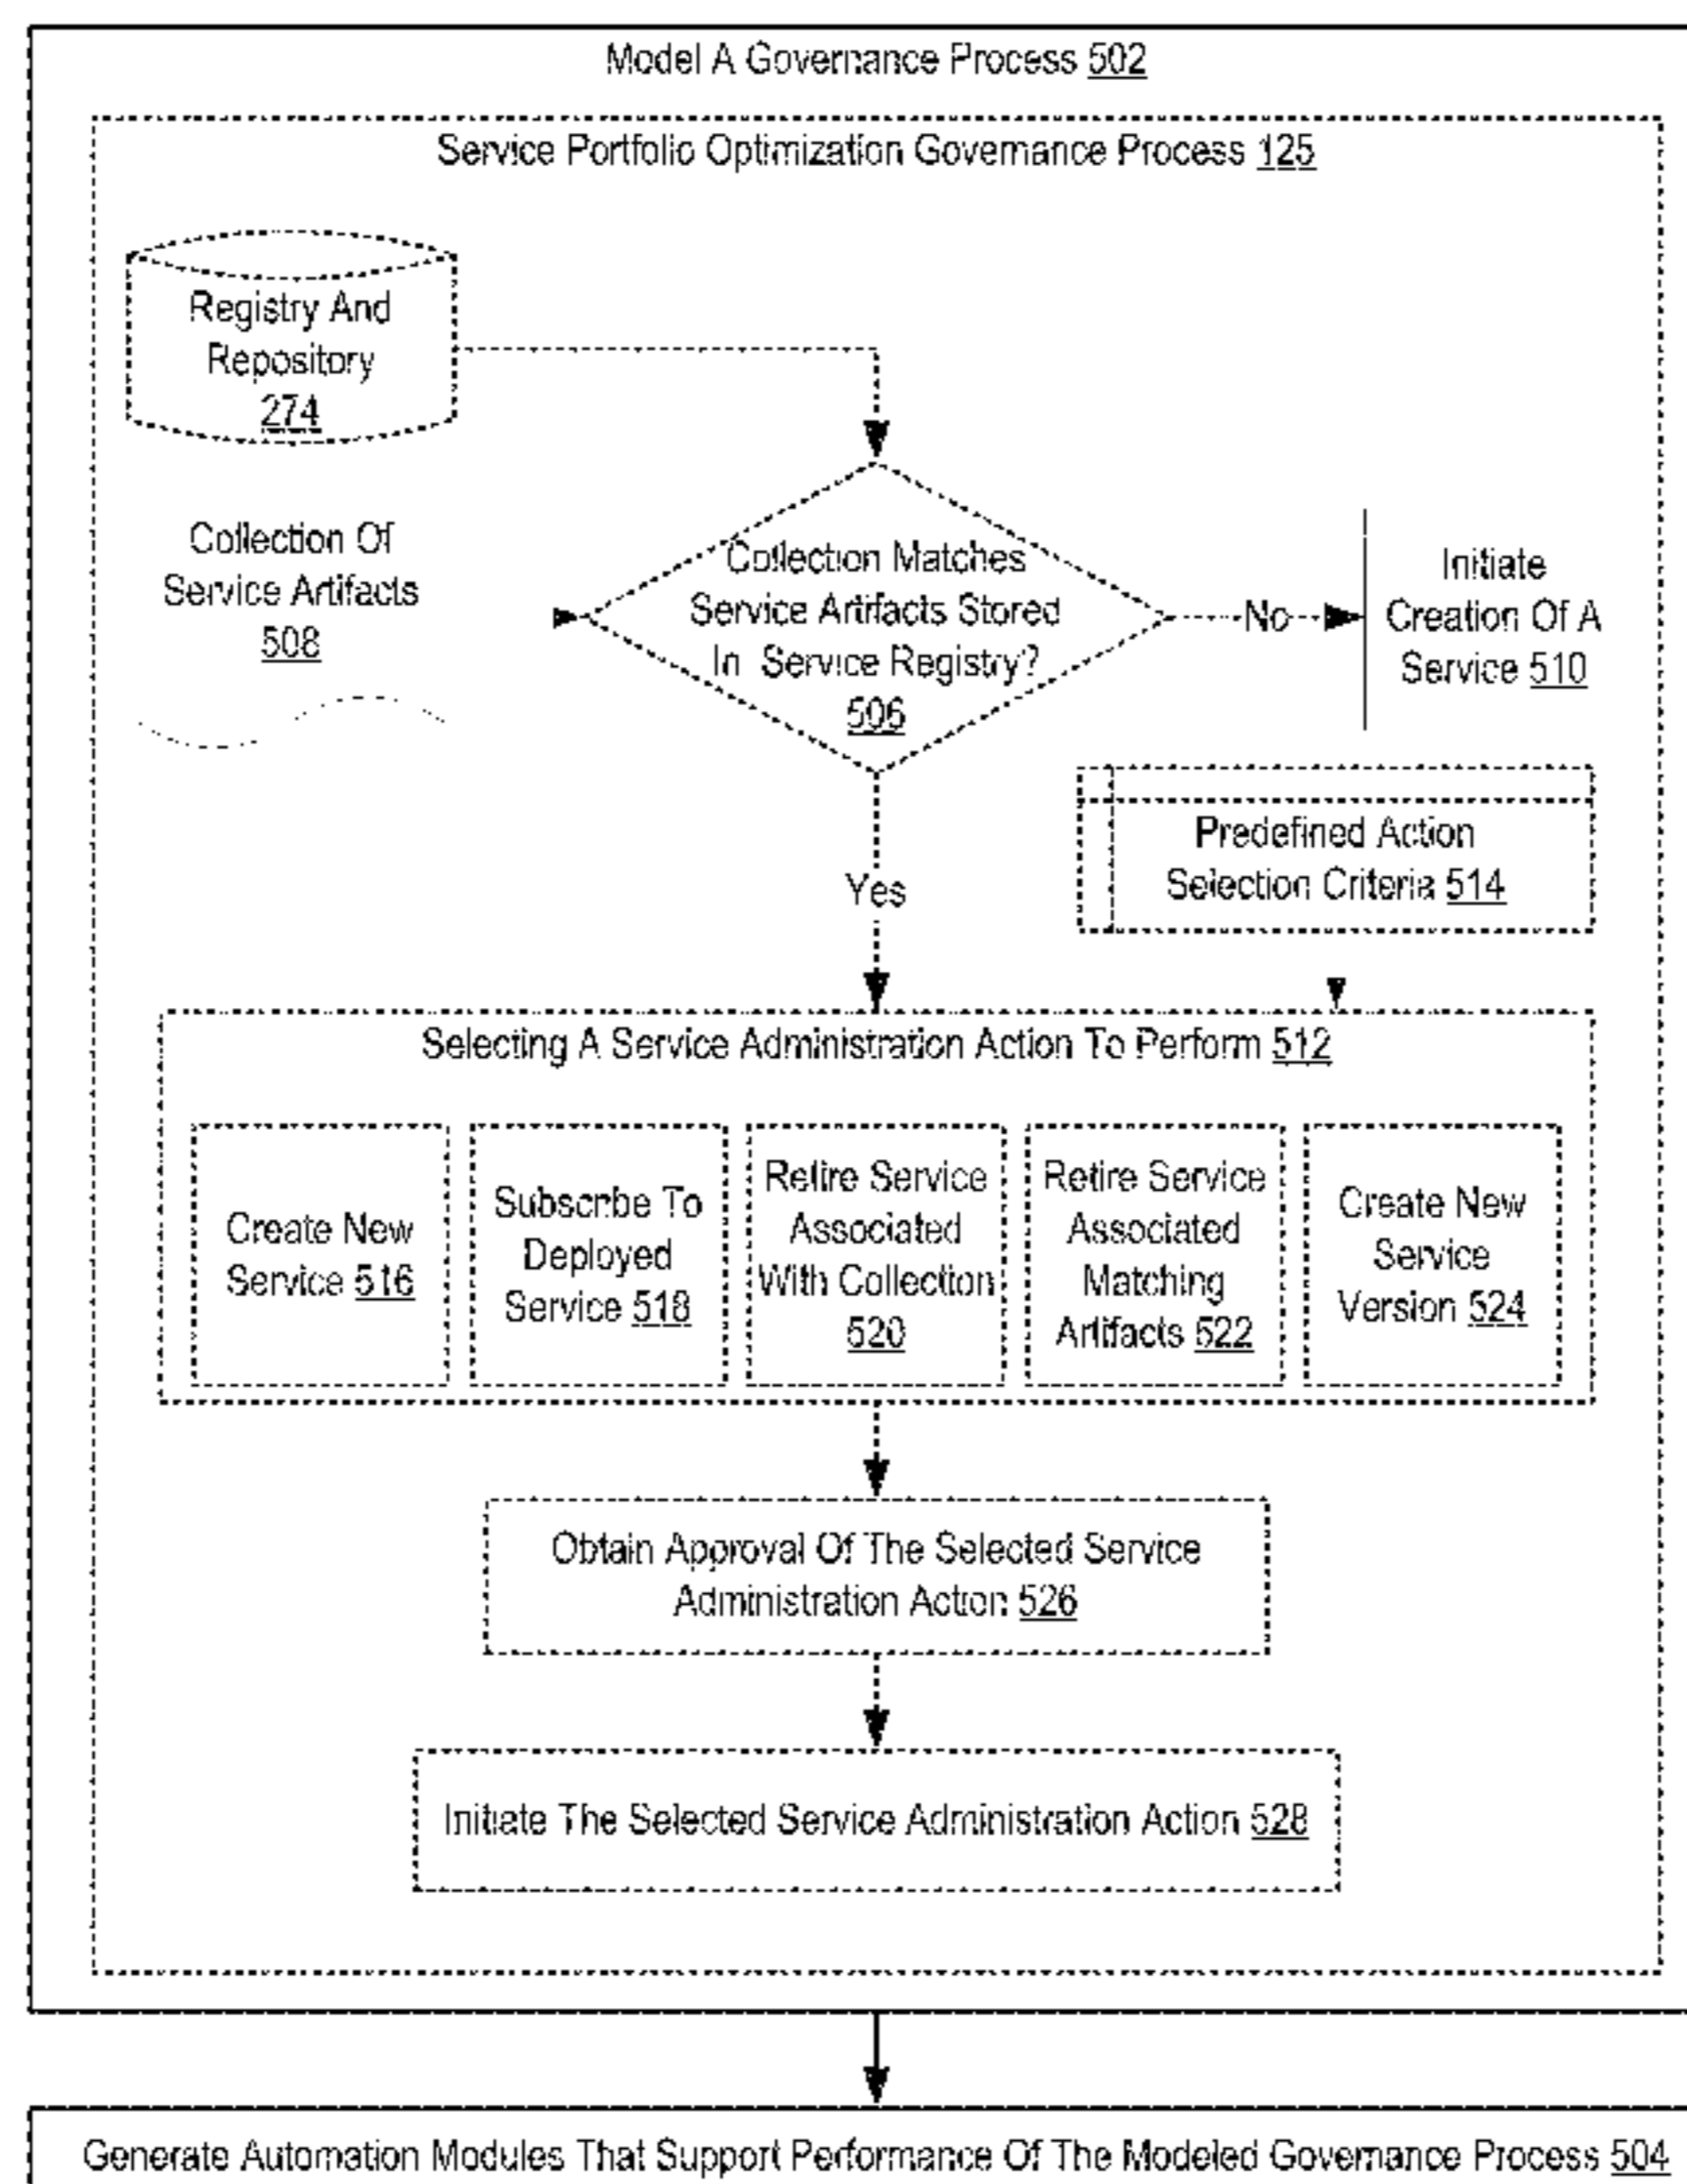 Model A Governance Process 502
Service Portfolio Optimization Governance Process 125
Registry And
Repository
274
Collection Of
Service Artifacts
508
Collection Matches
Service Artifacts Stored
In Service Registry?
506
No
Initiate
Creation Of A
Service 510
Predefined Action
Selection Criteria 514
Yes
Selecting A Service Administration Action To Perform 512
Create New
Service 516
Subscribe To
Deployed
Service 518
Retire Service
Associated
With Collection
520
Retire Service
Associated
Matching
Artifacts 522
Create New
Service
Version 524
Obtain Approval Of The Selected Service
Administration Action 526
Initiate The Selected Service Administration Action 528
Generate Automation Modules That Support Performance Of The Modeled Governance Process 504